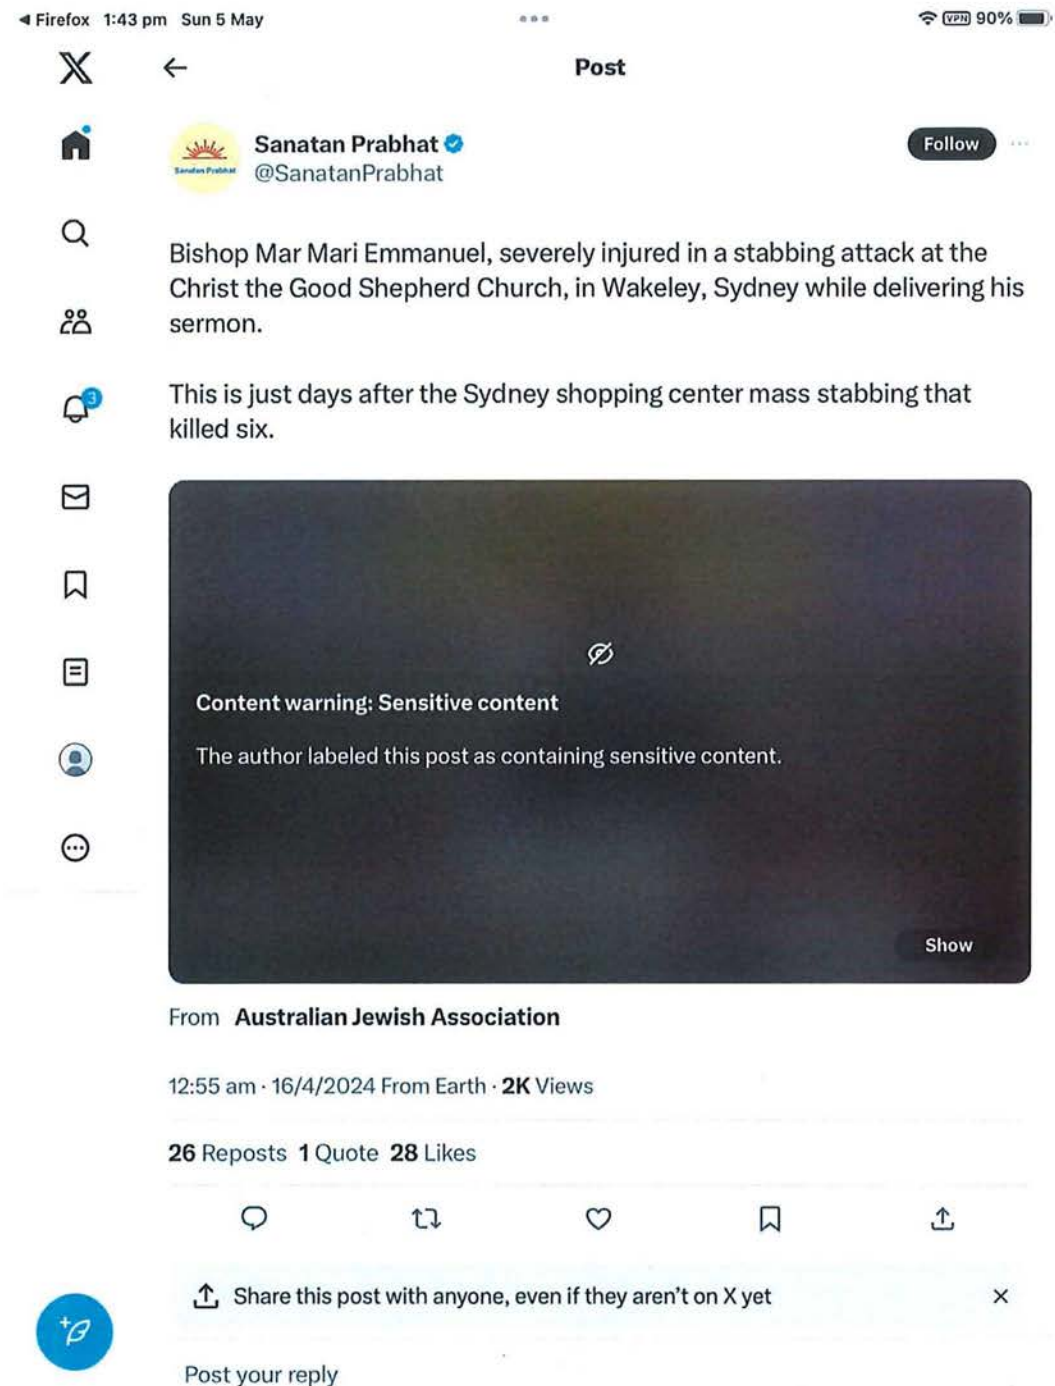 Firefox 1:43 pm Sun 5 May
VPN 90%
Post
Sanatan Prabhat
Sanatan Prabhat
@SanatanPrabhat
Follow
Bishop Mar Mari Emmanuel, severely injured in a stabbing attack at the
Christ the Good Shepherd Church, in Wakeley, Sydney while delivering his
sermon.
3
This is just days after the Sydney shopping center mass stabbing that
killed six.
Content warning: Sensitive content
The author labeled this post as containing sensitive content.
Show
From Australian Jewish Association
12:55 am · 16/4/2024 From Earth · 2K Views
26 Reposts 1 Quote 28 Likes
Share this post with anyone, even if they aren't on X yet
Post your reply